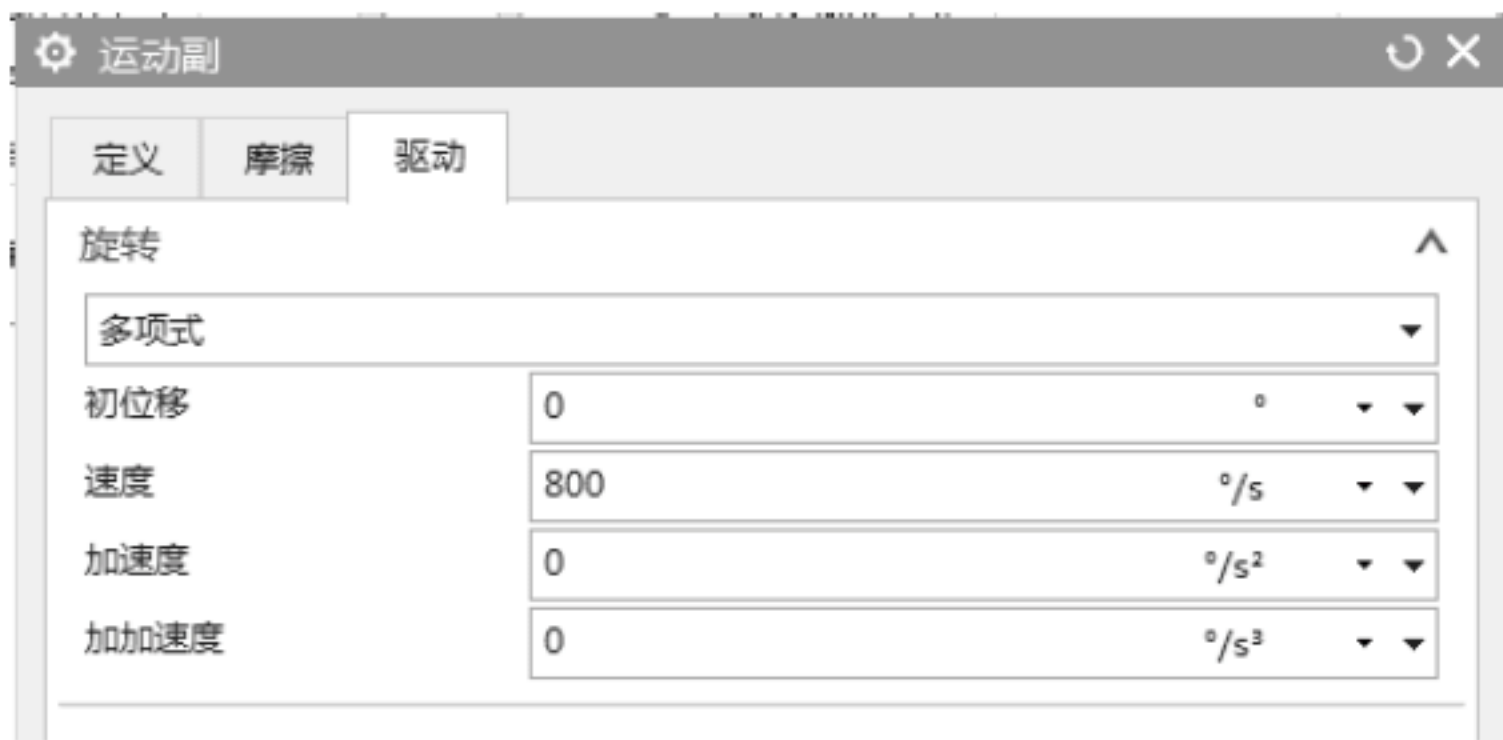 运动副
定义 摩擦 驱动
旋转
多项式
初位移 0 °
速度 800 °/s
加速度 0 °/s²
加加速度 0 °/s³